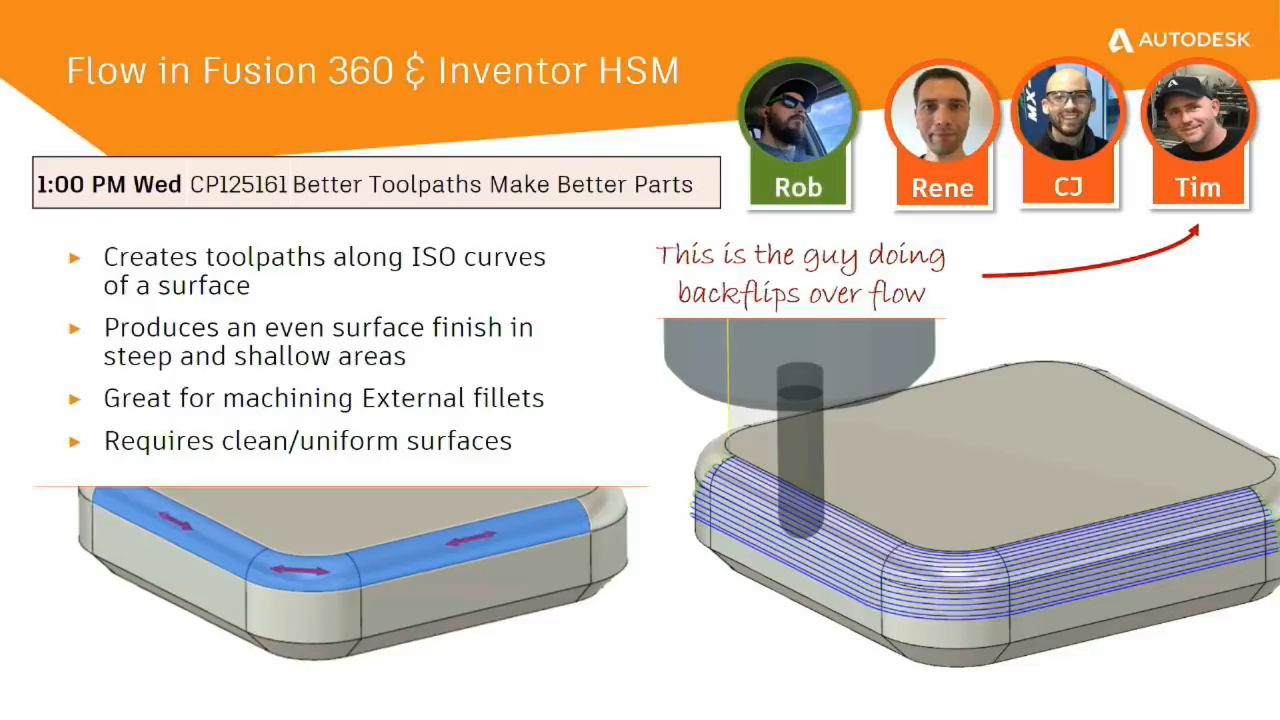 AUTODESK
Flow in Fusion 360 & Inventor HSM
MX-
Rob
Rene
CJ
Tim
1:00 PM Wed CP125161 Better Toolpaths Make Better Parts
Creates toolpaths along ISO curves
of a surface
Produces an even surface finish in
steep and shallow areas
Great for machining External fillets
Requires clean/uniform surfaces
This is the guy doing
backflips over flow